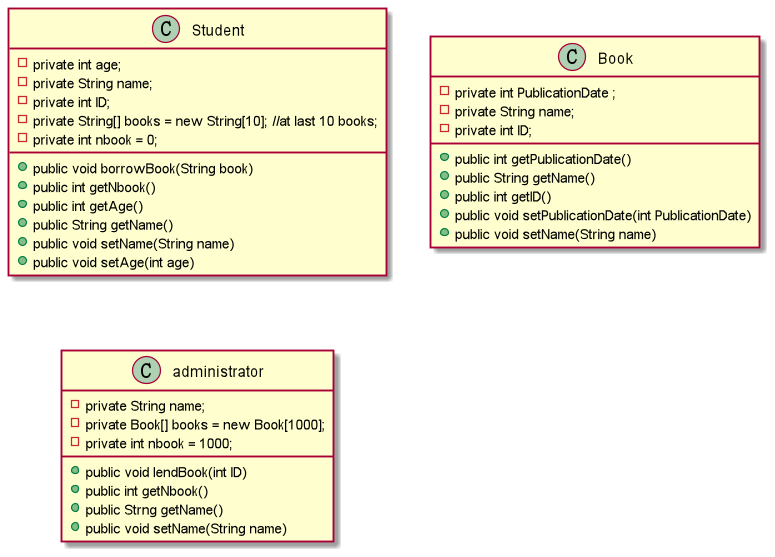 C Student
private int age;
private String name;
private int ID;
private String[] books = new String[10]; //at last 10 books;
private int nbook = 0;
public void borrowBook(String book)
public int getNbook()
public int getAge()
public String getName()
public void setName(String name)
public void setAge(int age)
C Book
private int PublicationDate ;
private String name;
private int ID;
public int getPublicationDate()
public String getName()
public int getID()
public void setPublicationDate(int PublicationDate)
public void setName(String name)
C administrator
private String name;
private Book[] books = new Book[1000];
private int nbook = 1000;
public void lendBook(int ID)
public int getNbook()
public Strng getName()
public void setName(String name)